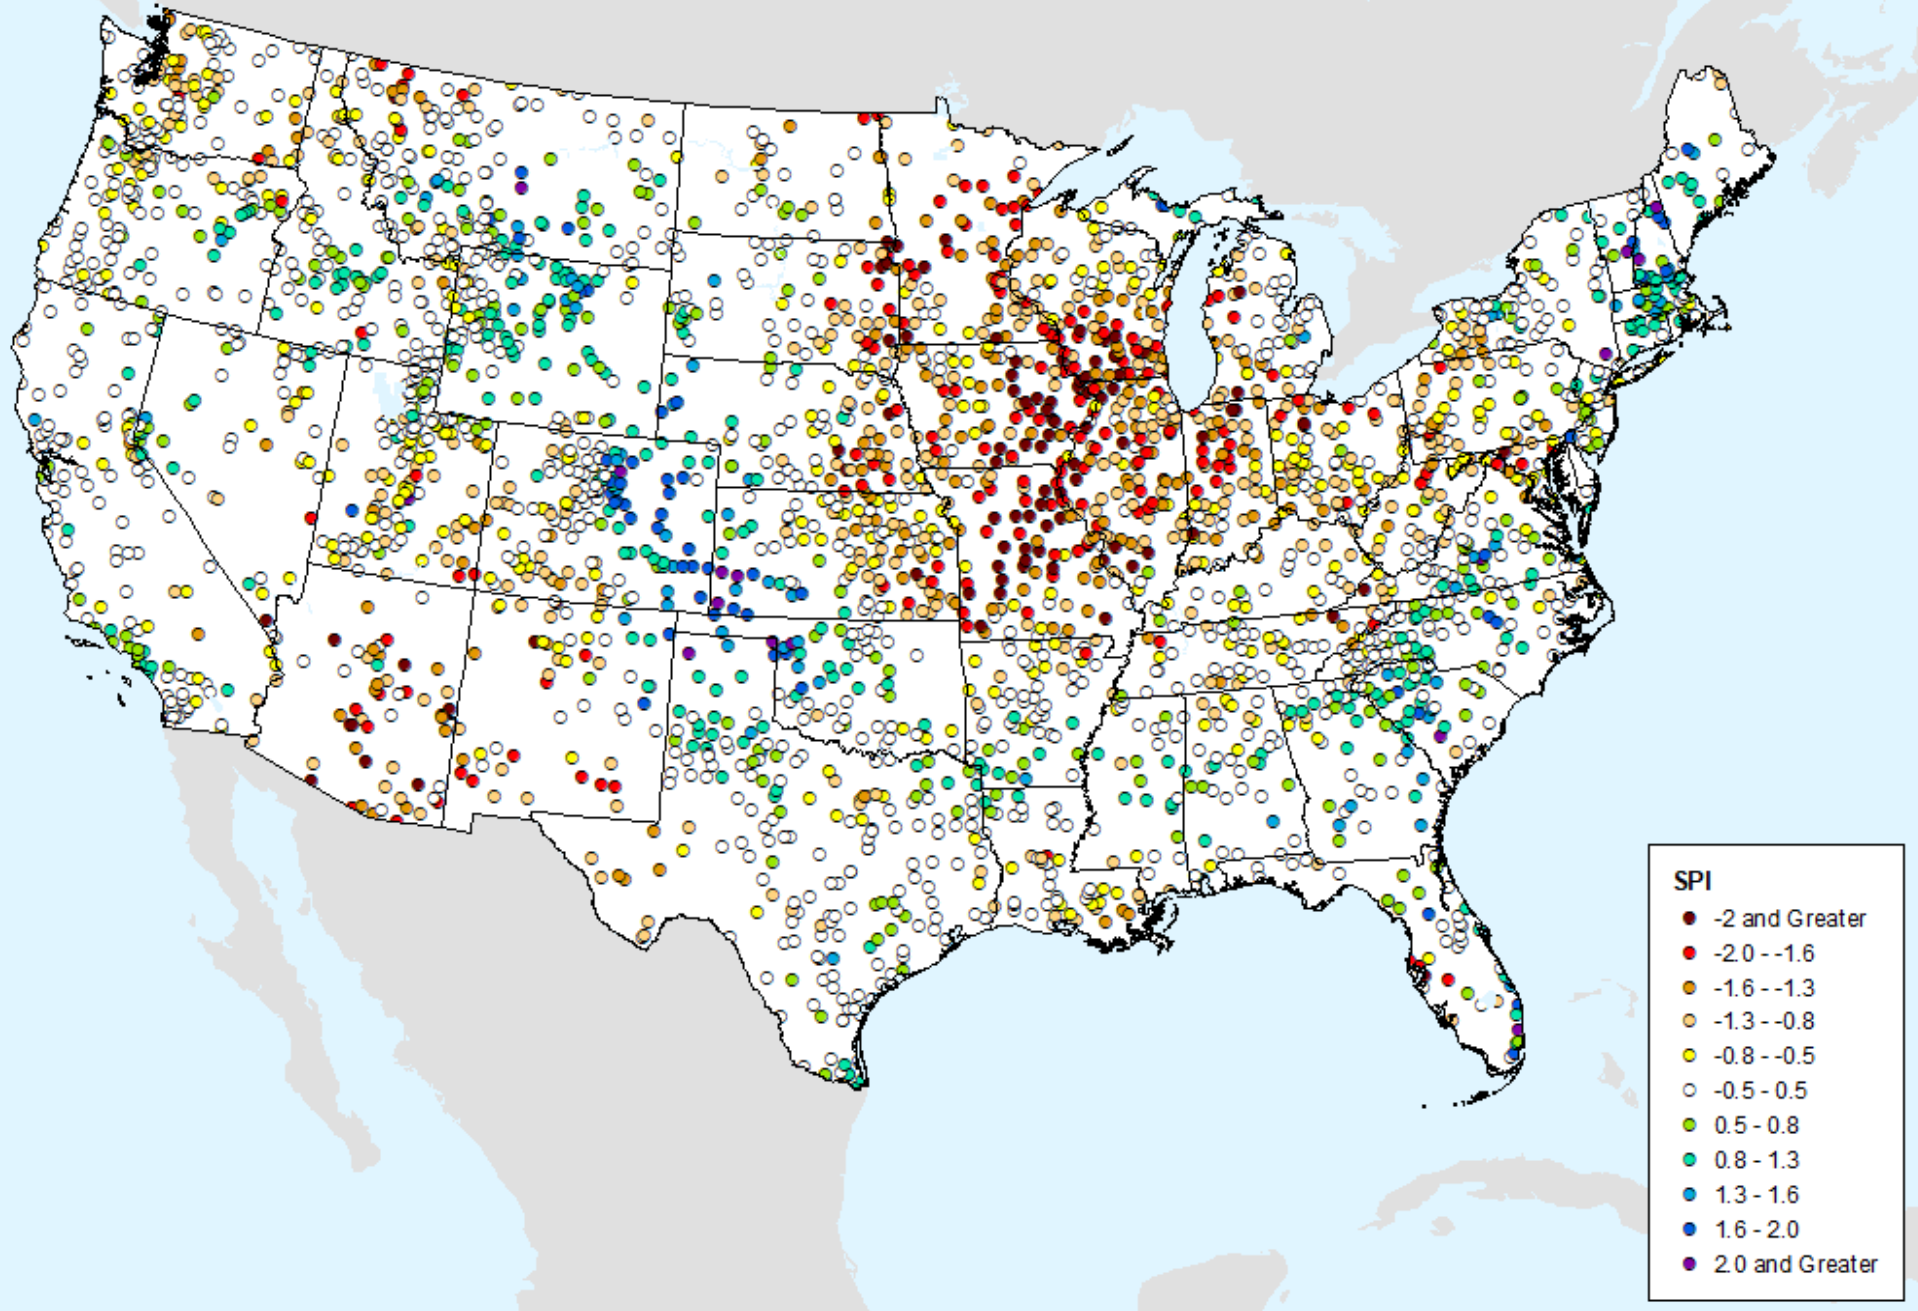 SPI
-2 and Greater
-2.0 - -1.6
-1.6 - -1.3
-1.3 - -0.8
-0.8 - -0.5
-0.5 - 0.5
0.5 - 0.8
0.8 - 1.3
1.3 - 1.6
1.6 - 2.0
2.0 and Greater